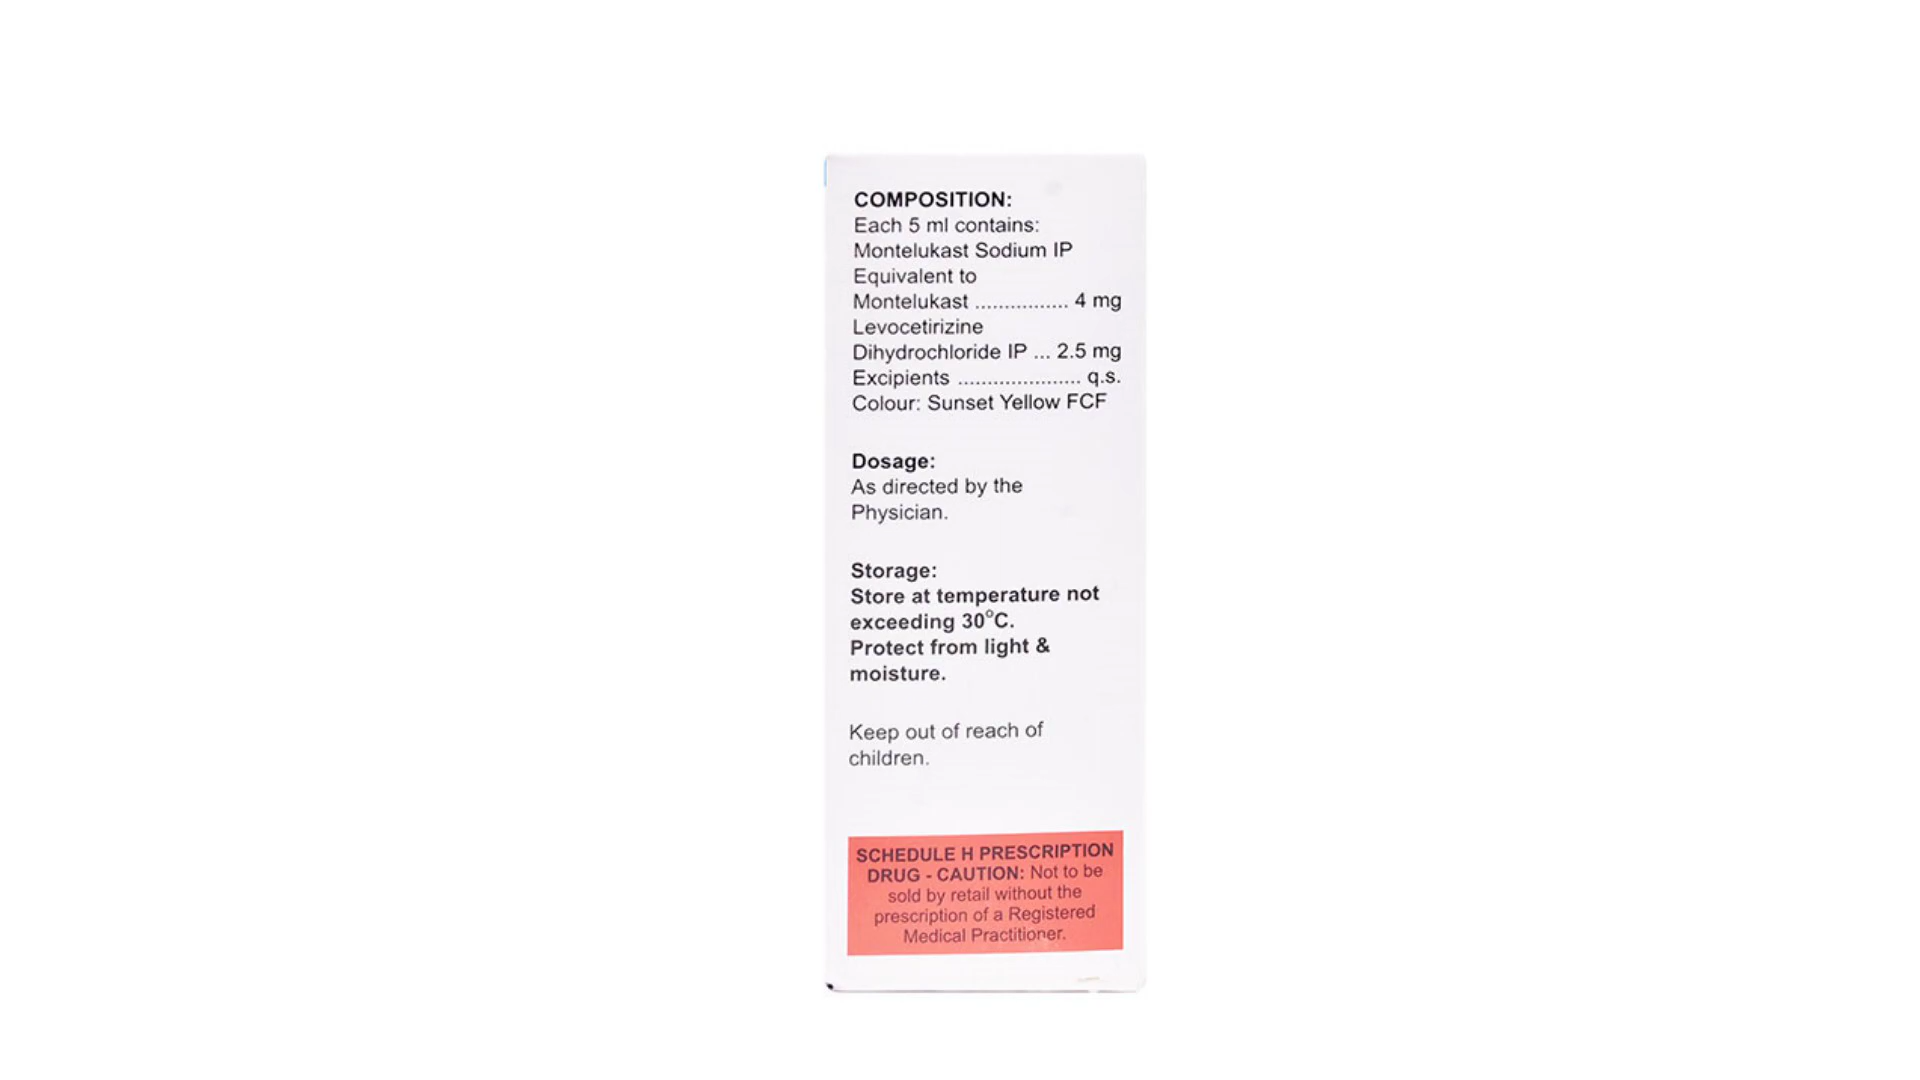 COMPOSITION:
Each 5 ml contains:
Montelukast Sodium IP
Equivalent to
Montelukast ................ 4 mg
Levocetirizine
Dihydrochloride IP ... 2.5 mg
Excipients ..................... q.s.
Colour: Sunset Yellow FCF
Dosage:
As directed by the
Physician.
Storage:
Store at temperature not
exceeding 30°C.
Protect from light &
moisture.
Keep out of reach of
children.
SCHEDULE H PRESCRIPTION
DRUG - CAUTION: Not to be
sold by retail without the
prescription of a Registered
Medical Practitioner.